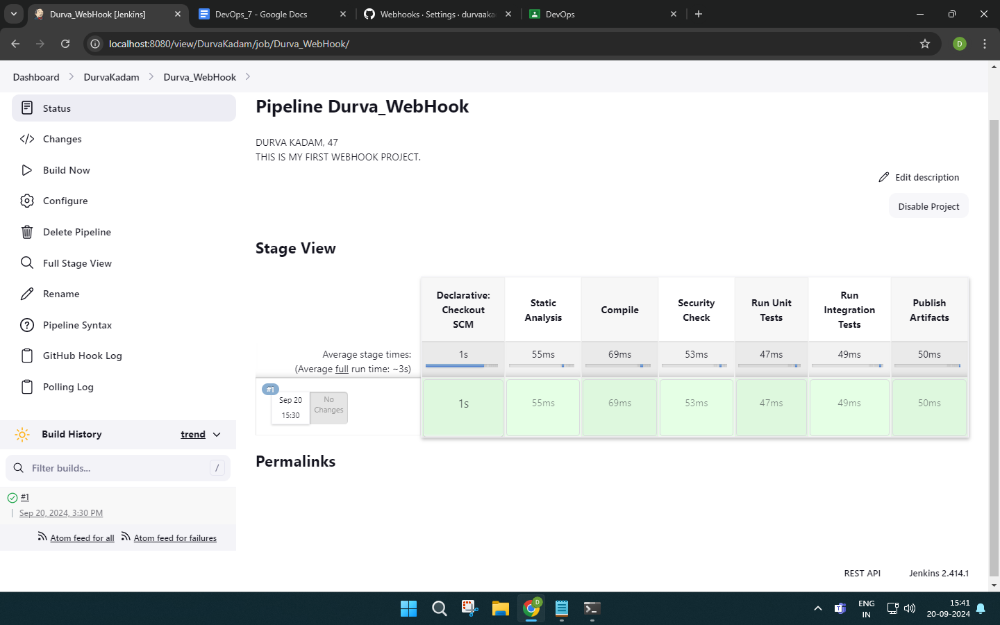 Durva_WebHook [Jenkins]
DevOps_7 - Google Docs
Webhooks · Settings · durvaaka
DevOps
localhost:8080/view/DurvaKadam/job/Durva_WebHook/
D
Dashboard
DurvaKadam
Durva_WebHook
Status
Changes
Build Now
Configure
Delete Pipeline
Full Stage View
Rename
Pipeline Syntax
GitHub Hook Log
Polling Log
Build History
trend
Filter builds...
/
#1
Sep 20, 2024, 3:30 PM
Atom feed for all
Atom feed for failures
Pipeline Durva_WebHook
DURVA KADAM, 47
THIS IS MY FIRST WEBHOOK PROJECT.
Edit description
Disable Project
Stage View
Declarative:
Checkout
SCM
Static
Analysis
Compile
Security
Check
Run Unit
Tests
Run
Integration
Tests
Publish
Artifacts
Average stage times:
(Average full run time: ~3s)
1s
55ms
69ms
53ms
47ms
49ms
50ms
#1
Sep 20
15:30
No
Changes
1s
55ms
69ms
53ms
47ms
49ms
50ms
Permalinks
REST API
Jenkins 2.414.1
D
ENG
IN
15:41
20-09-2024